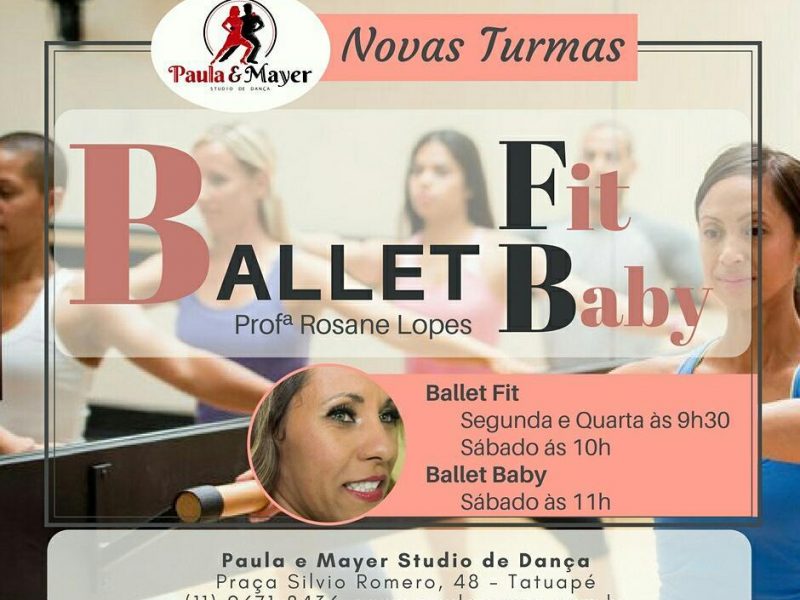 Paula & Mayer
STUDIO DE DANÇA
Novas Turmas
BALLET
Fit
Baby
Profª Rosane Lopes
Ballet Fit
Segunda e Quarta às 9h30
Sábado ás 10h
Ballet Baby
Sábado às 11h
Paula e Mayer Studio de Dança
Praça Silvio Romero, 48 – Tatuapé